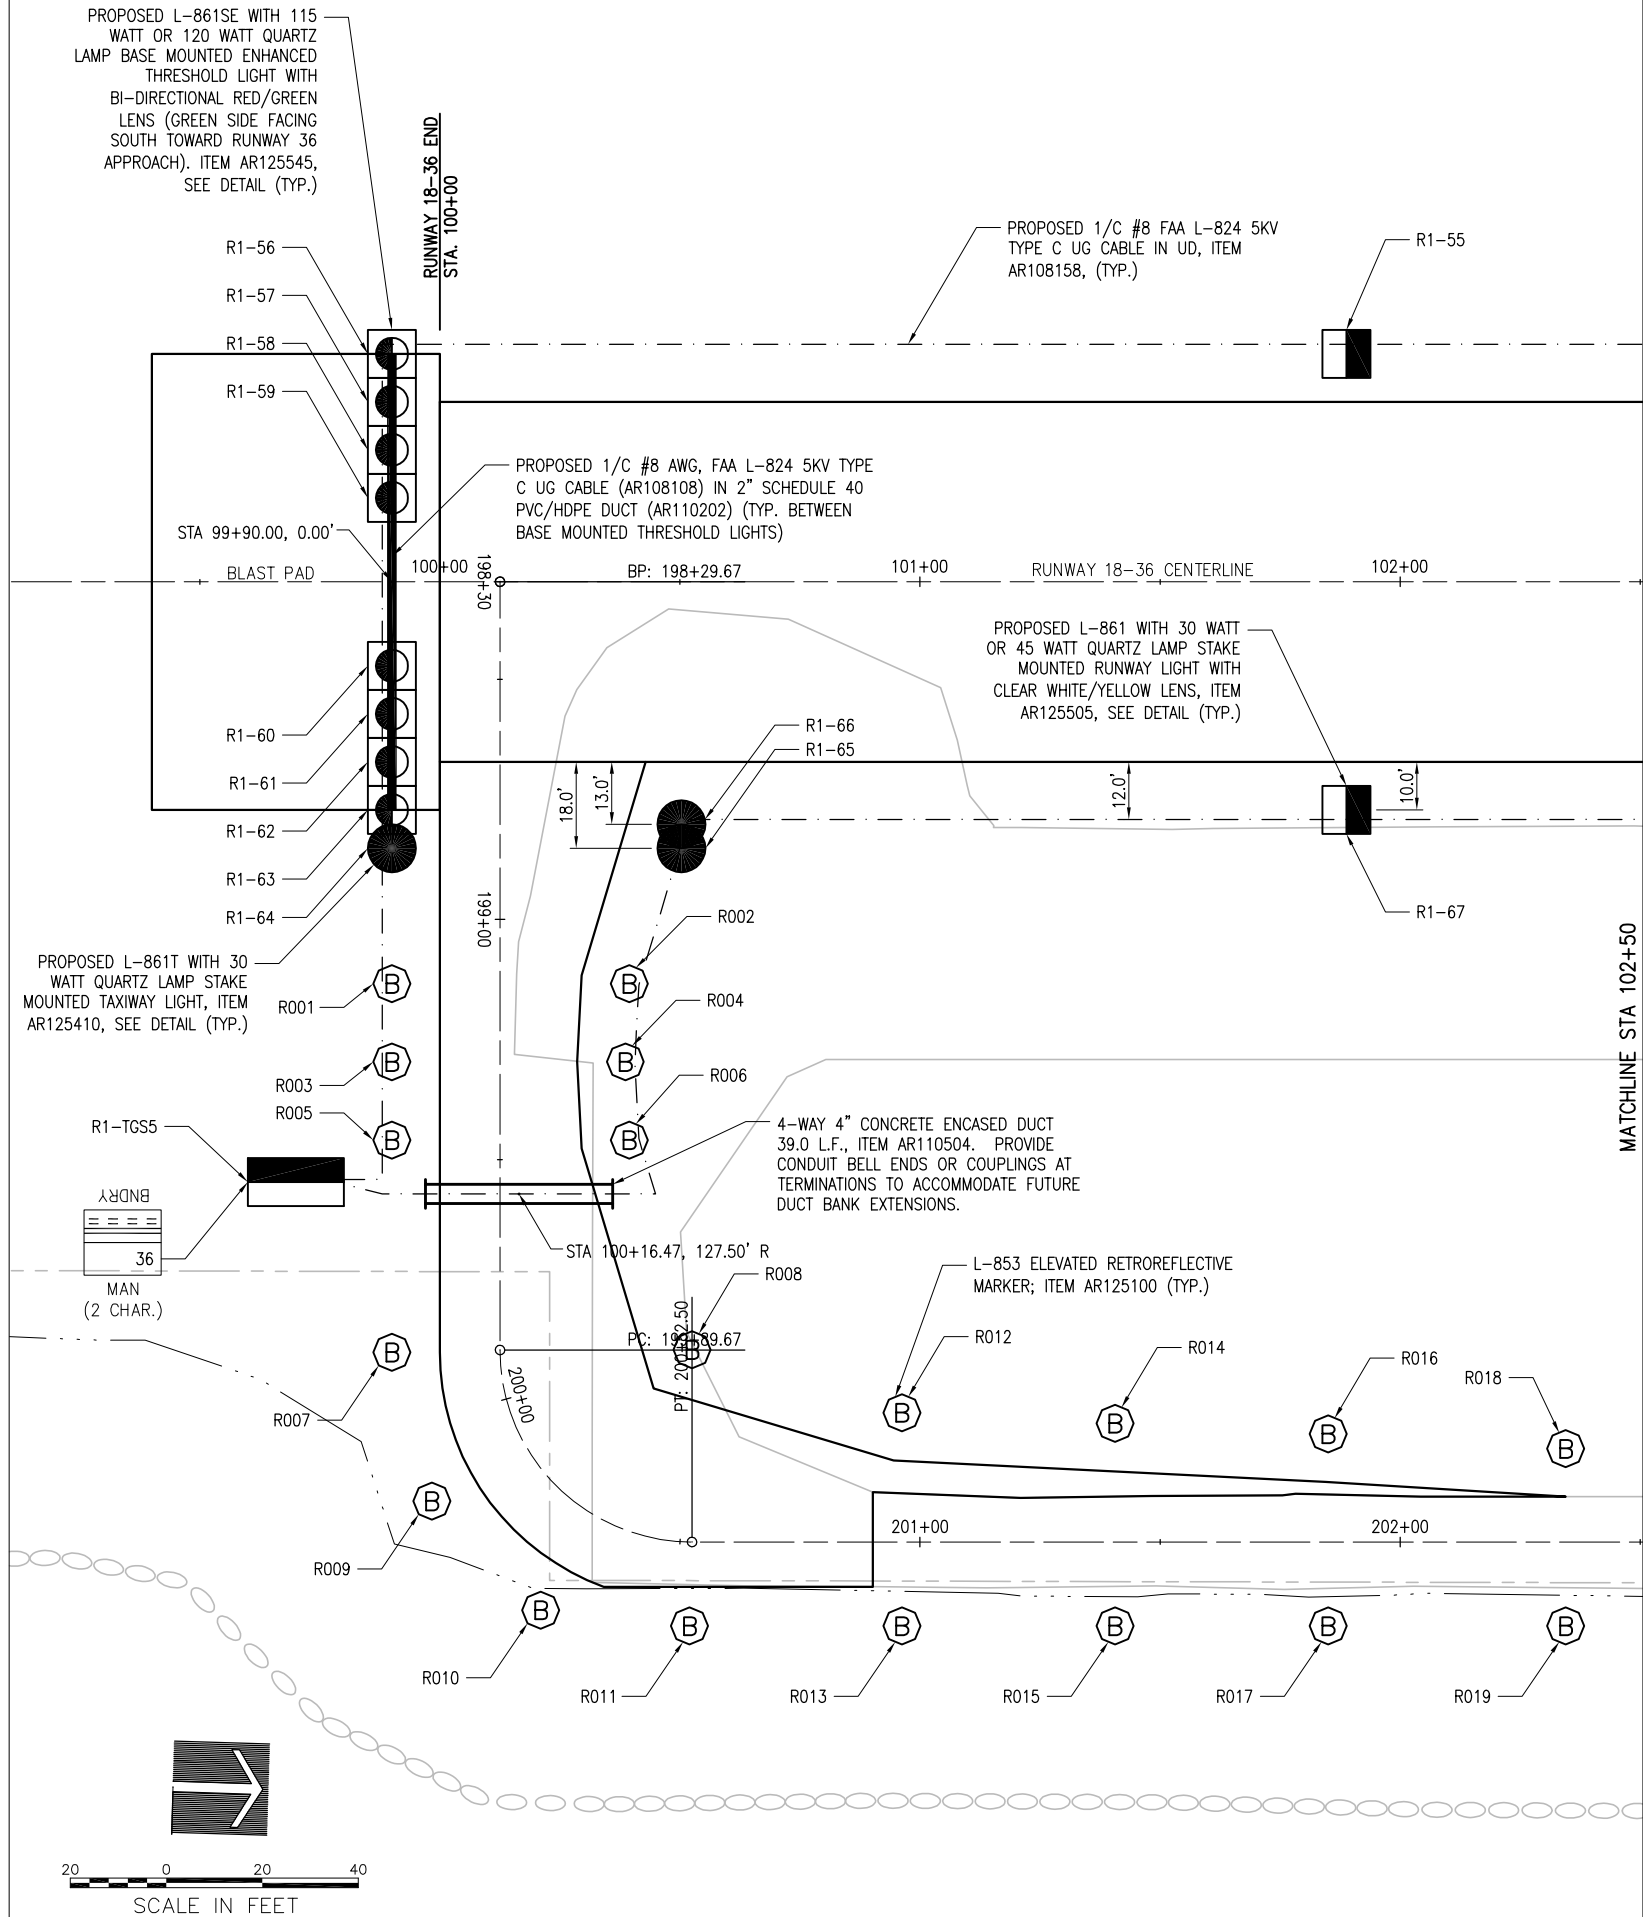 PROPOSED L-861SE WITH 115
WATT OR 120 WATT QUARTZ
LAMP BASE MOUNTED ENHANCED
THRESHOLD LIGHT WITH
BI-DIRECTIONAL RED/GREEN
LENS (GREEN SIDE FACING
SOUTH TOWARD RUNWAY 36
APPROACH). ITEM AR125545,
SEE DETAIL (TYP.)
RUNWAY 18-36 END
STA. 100+00
PROPOSED 1/C #8 FAA L-824 5KV
TYPE C UG CABLE IN UD, ITEM
AR108158, (TYP.)
R1-55
R1-56
R1-57
R1-58
R1-59
PROPOSED 1/C #8 AWG, FAA L-824 5KV TYPE
C UG CABLE (AR108108) IN 2" SCHEDULE 40
PVC/HDPE DUCT (AR110202) (TYP. BETWEEN
BASE MOUNTED THRESHOLD LIGHTS)
STA 99+90.00, 0.00'
BLAST PAD
100+00
198+30
BP: 198+29.67
101+00
RUNWAY 18-36 CENTERLINE
102+00
PROPOSED L-861 WITH 30 WATT
OR 45 WATT QUARTZ LAMP STAKE
MOUNTED RUNWAY LIGHT WITH
CLEAR WHITE/YELLOW LENS, ITEM
AR125505, SEE DETAIL (TYP.)
R1-60
R1-61
R1-62
R1-63
R1-64
R1-66
R1-65
18.0'
13.0'
12.0'
10.0'
R1-67
199+00
MATCHLINE STA 102+50
PROPOSED L-861T WITH 30
WATT QUARTZ LAMP STAKE
MOUNTED TAXIWAY LIGHT, ITEM
AR125410, SEE DETAIL (TYP.)
R002
B
B
R001
R004
B
B
R003
R006
R005
B
B
R1-TGS5
4-WAY 4" CONCRETE ENCASED DUCT
39.0 L.F., ITEM AR110504. PROVIDE
CONDUIT BELL ENDS OR COUPLINGS AT
TERMINATIONS TO ACCOMMODATE FUTURE
DUCT BANK EXTENSIONS.
BNDRY
36
MAN
(2 CHAR.)
STA 100+16.47, 127.50' R
R008
L-853 ELEVATED RETROREFLECTIVE
MARKER; ITEM AR125100 (TYP.)
PC: 199+89.67
PT: 200+82.50
B
B
R007
200+00
R012
R014
R016
R018
B
B
B
B
B
R009
201+00
202+00
B
B
B
B
B
B
R010
R011
R013
R015
R017
R019
20 0 20 40
SCALE IN FEET